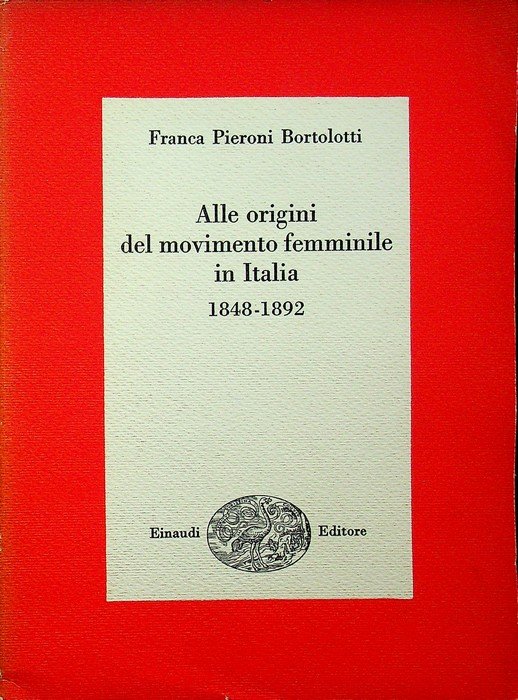 Franca Pieroni Bortolotti
Alle origini
del movimento femminile
in Italia
1848-1892
Einaudi Editore